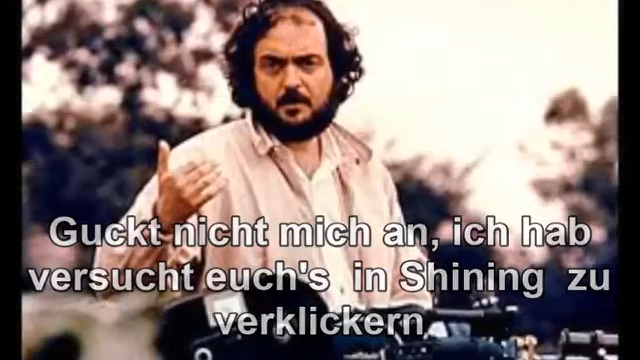 Guckt nicht mich an, ich hab
versucht euch's in Shining zu
verklickern